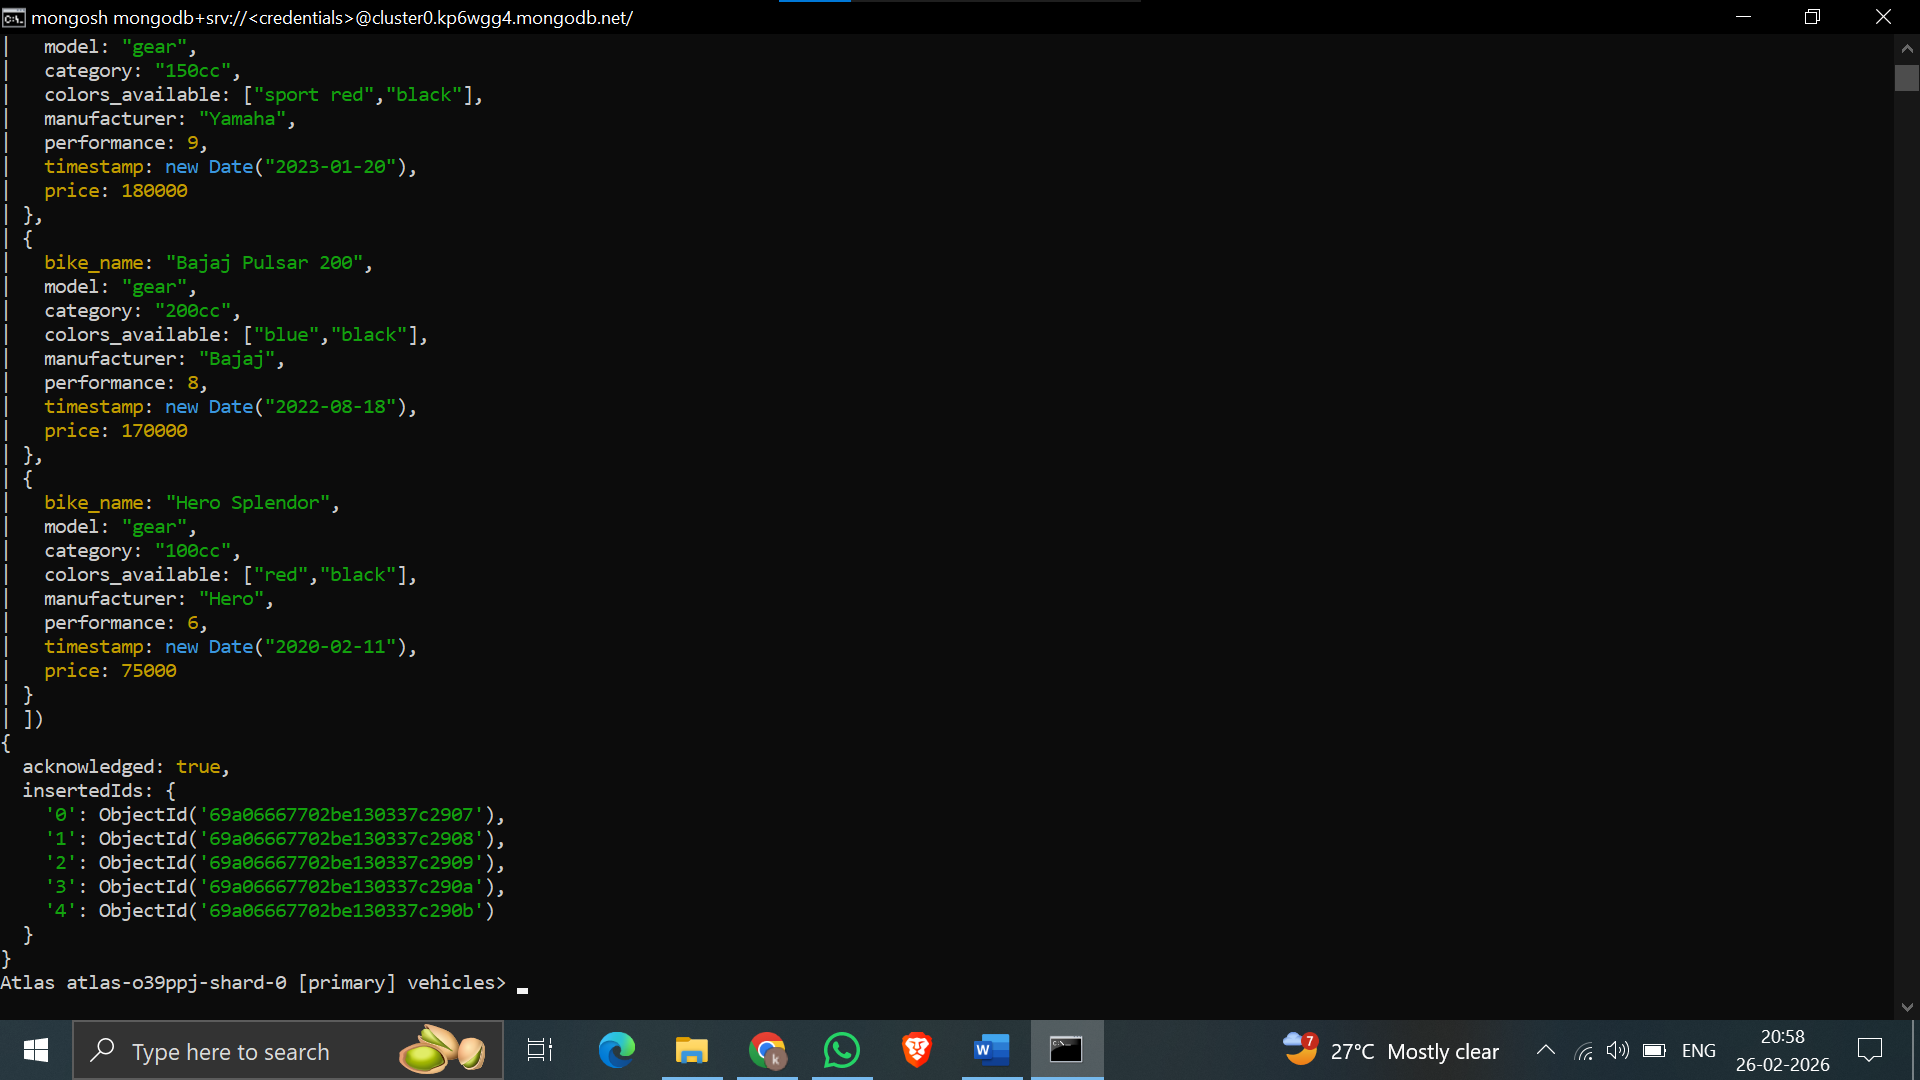 mongosh mongodb+srv://<credentials>@cluster0.kp6wgg4.mongodb.net/
|   model: "gear",
|   category: "150cc",
|   colors_available: ["sport red","black"],
|   manufacturer: "Yamaha",
|   performance: 9,
|   timestamp: new Date("2023-01-20"),
|   price: 180000
| },
| {
|   bike_name: "Bajaj Pulsar 200",
|   model: "gear",
|   category: "200cc",
|   colors_available: ["blue","black"],
|   manufacturer: "Bajaj",
|   performance: 8,
|   timestamp: new Date("2022-08-18"),
|   price: 170000
| },
| {
|   bike_name: "Hero Splendor",
|   model: "gear",
|   category: "100cc",
|   colors_available: ["red","black"],
|   manufacturer: "Hero",
|   performance: 6,
|   timestamp: new Date("2020-02-11"),
|   price: 75000
| }
| ])
{
  acknowledged: true,
  insertedIds: {
    '0': ObjectId('69a06667702be130337c2907'),
    '1': ObjectId('69a06667702be130337c2908'),
    '2': ObjectId('69a06667702be130337c2909'),
    '3': ObjectId('69a06667702be130337c290a'),
    '4': ObjectId('69a06667702be130337c290b')
  }
}
Atlas atlas-o39ppj-shard-0 [primary] vehicles> _
Type here to search
7
27°C Mostly clear
ENG
20:58
26-02-2026